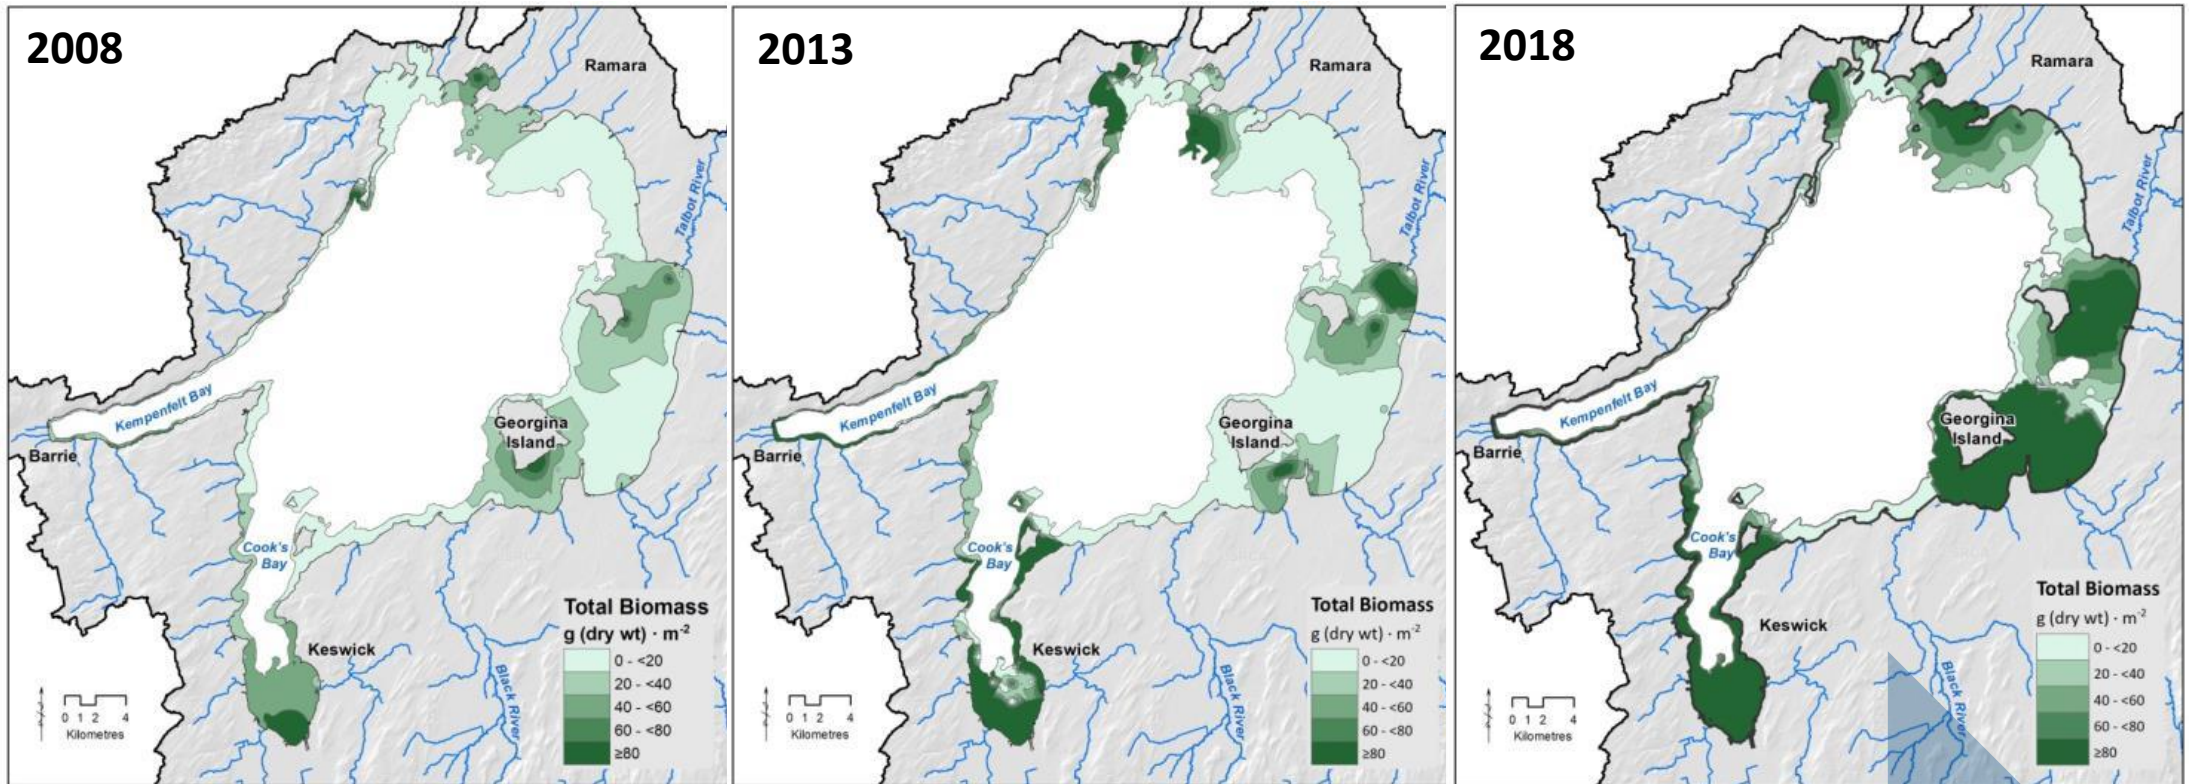 2008
Ramara
Talbot River
Kempenfelt Bay
Barrie
Georgina
Island
Cook's
Bay
Keswick
Black River
Total Biomass
g (dry wt) · m⁻²
0 - <20
20 - <40
40 - <60
60 - <80
≥80
0 1 2 4
Kilometres
2013
Ramara
Talbot River
Kempenfelt Bay
Barrie
Georgina
Island
Cook's
Bay
Keswick
Black River
Total Biomass
g (dry wt) · m⁻²
0 - <20
20 - <40
40 - <60
60 - <80
≥80
0 1 2 4
Kilometres
2018
Ramara
Talbot River
Kempenfelt Bay
Barrie
Georgina
Island
Cook's
Bay
Keswick
Black River
Total Biomass
g (dry wt) · m⁻²
0 - <20
20 - <40
40 - <60
60 - <80
≥80
0 1 2 4
Kilometres